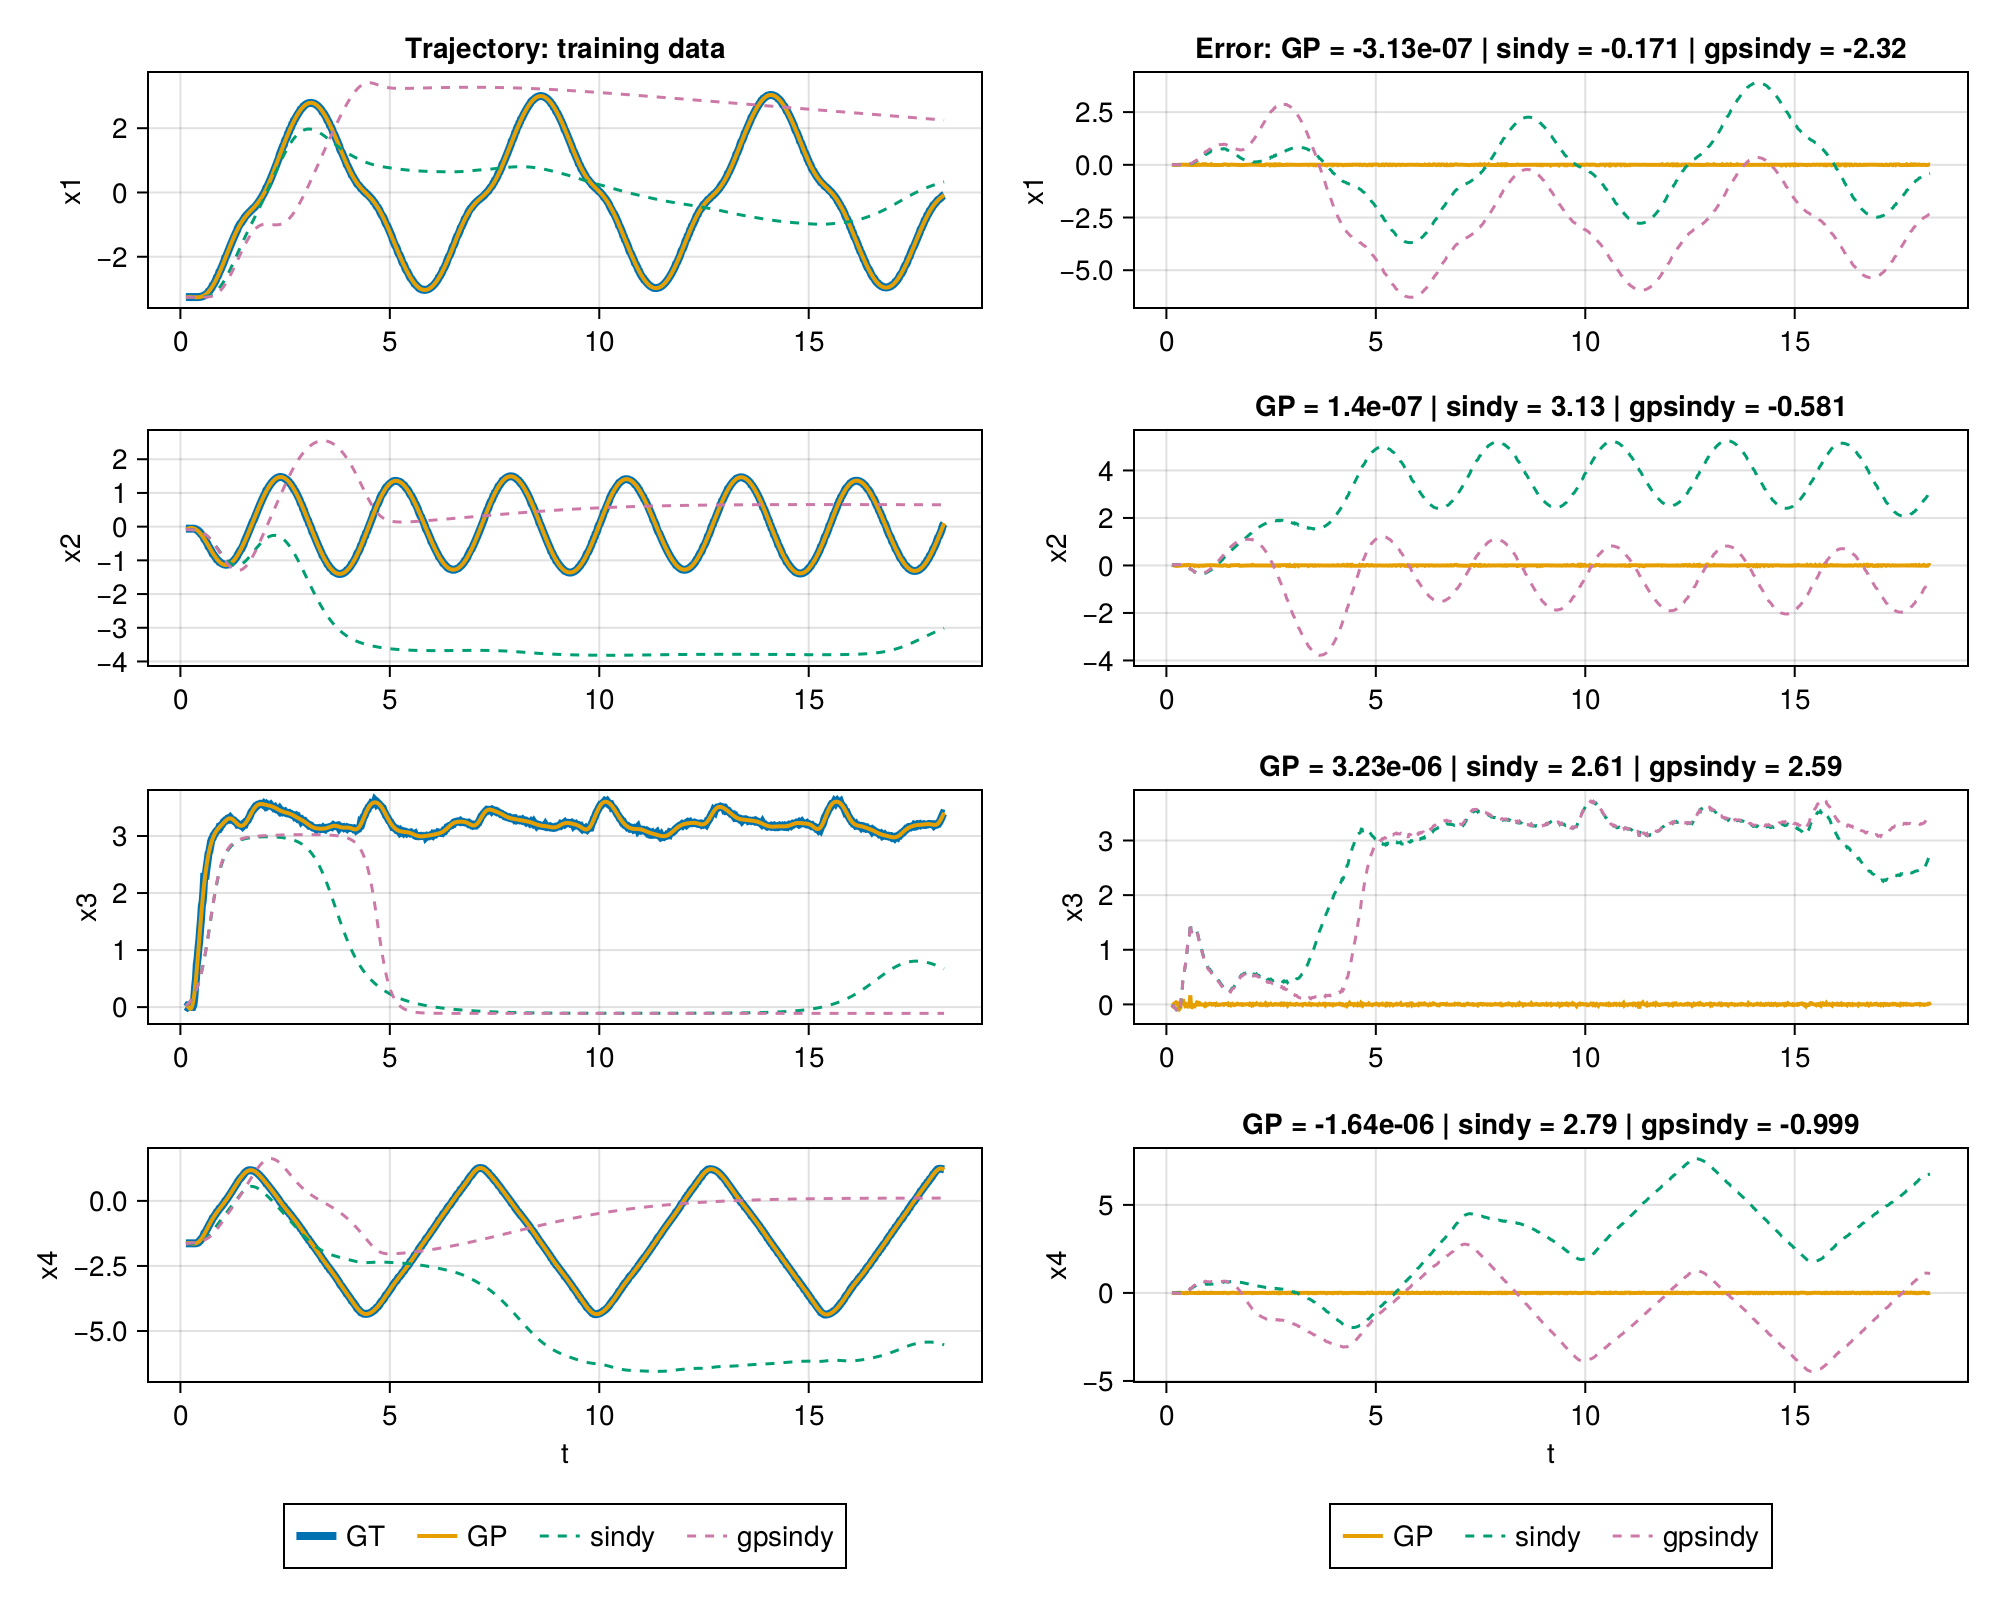 Trajectory: training data
x1
2
0
−2
0 5 10 15
Error: GP = -3.13e-07 | sindy = -0.171 | gpsindy = -2.32
x1
2.5
0.0
−2.5
−5.0
0 5 10 15
x2
2
1
0
−1
−2
−3
−4
0 5 10 15
GP = 1.4e-07 | sindy = 3.13 | gpsindy = -0.581
x2
4
2
0
−2
−4
0 5 10 15
x3
3
2
1
0
0 5 10 15
GP = 3.23e-06 | sindy = 2.61 | gpsindy = 2.59
x3
3
2
1
0
0 5 10 15
x4
0.0
−2.5
−5.0
0 5 10 15
t
GP = -1.64e-06 | sindy = 2.79 | gpsindy = -0.999
x4
5
0
−5
0 5 10 15
t
GT GP sindy gpsindy
GP sindy gpsindy